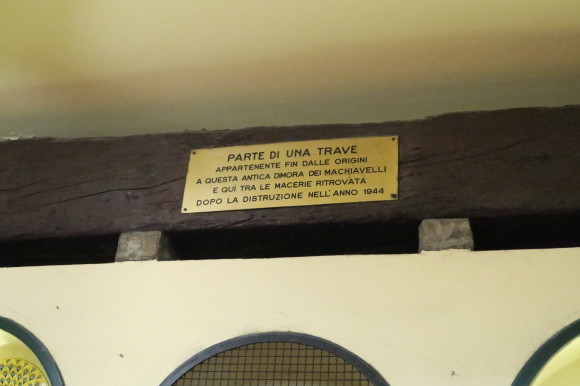 PARTE DI UNA TRAVE
APPARTENENTE FIN DALLE ORIGINI
A QUESTA ANTICA DIMORA DEI MACHIAVELLI
E QUI TRA LE MACERIE RITROVATA
DOPO LA DISTRUZIONE NELL'ANNO 1944